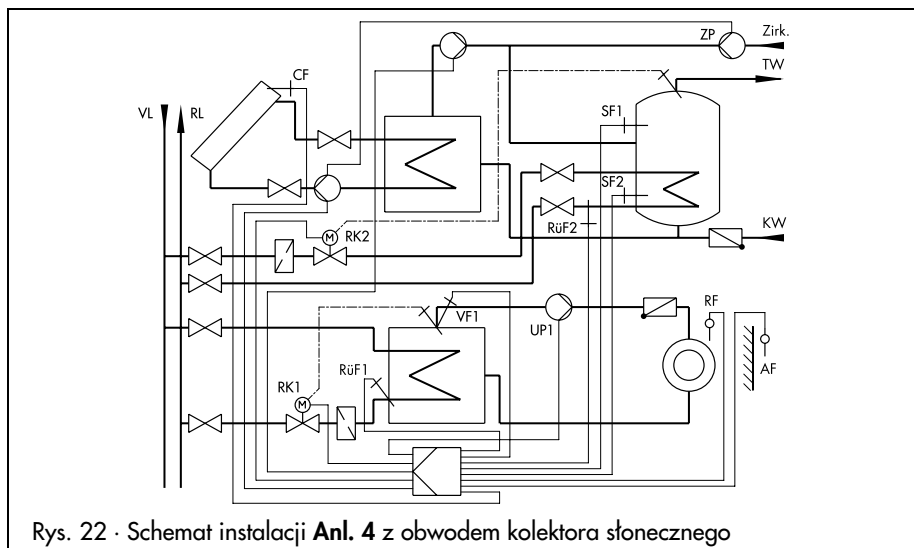 ZP
Zirk.
TW
CF
VL
RL
SF1
SF2
RüF2
KW
RK2
M
VF1
UP1
RF
AF
RüF1
RK1
M
Rys. 22 · Schemat instalacji Anl. 4 z obwodem kolektora słonecznego